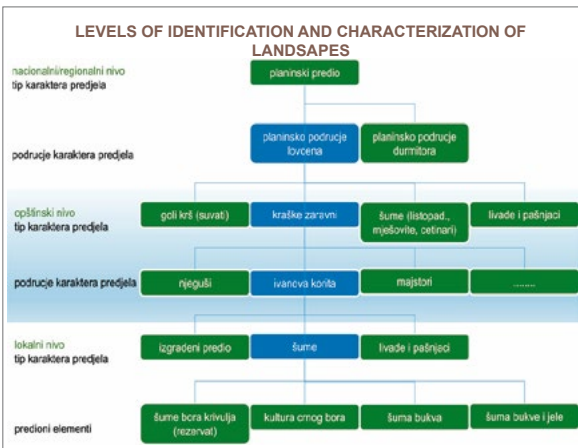 LEVELS OF IDENTIFICATION AND CHARACTERIZATION OF
LANDSAPES
nacionalni/regionalni nivo
tip karaktera predjela
planinski predio
podrucje karaktera predjela
planinsko podrucje
lovcena
planinsko podrucje
durmitora
opštinski nivo
tip karaktera predjela
goli krš (suvati)
kraške zaravni
šume (listopad.,
mješovite, cetinari)
livade i pašnjaci
podrucje karaktera predjela
njeguši
ivanova korita
majstori
.........
lokalni nivo
tip karaktera predjela
izgrađeni predio
šume
livade i pašnjaci
predioni elementi
šume bora krivulja
(rezervat)
kultura crnog bora
šuma bukva
šuma bukve i jele